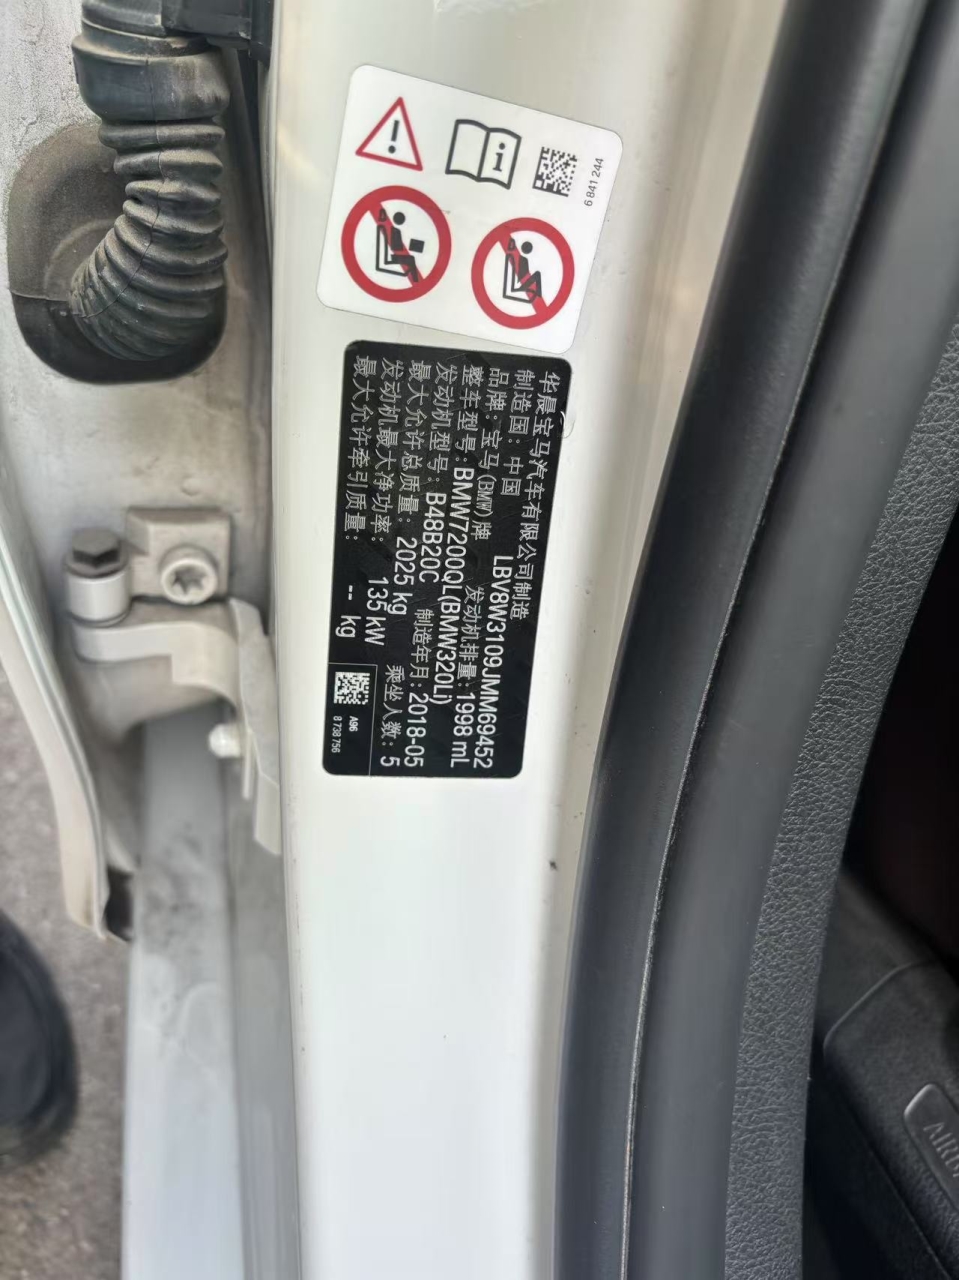 6 841 244
华晨宝马汽车有限公司制造
制造国：中国 LBV8W3109JMM69452
品牌：宝马(BMW)牌 发动机排量：1998 mL
整车型号：BMW7200QL(BMW320Li)
发动机型号：B48B20C 制造年月：2018-05
最大允许总质量：2025 kg 乘坐人数：5
发动机最大净功率：135 kW
最大允许牵引质量：-- kg
A96
8 738 756